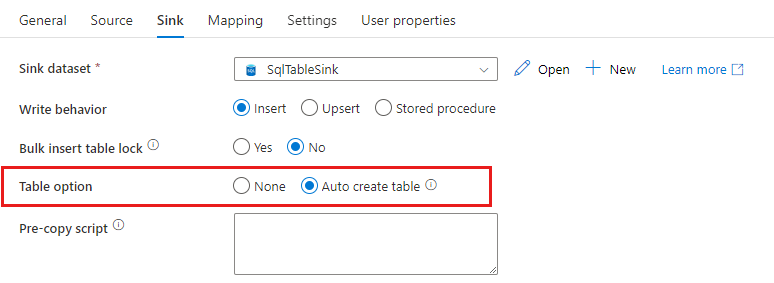 General Source Sink Mapping Settings User properties
Sink dataset * SQL SqlTableSink Open New Learn more
Write behavior Insert Upsert Stored procedure
Bulk insert table lock Yes No
Table option None Auto create table
Pre-copy script